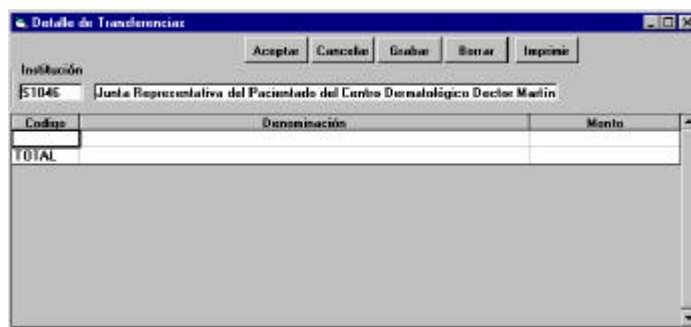 Detalle de Transferencias
Aceptar Cancelar Grabar Borrar Imprimir
Institución
S1046 Junta Representativa del Pacientado del Centro Dermatológico Doctor Martín
Codigo Denominación Monto
TOTAL